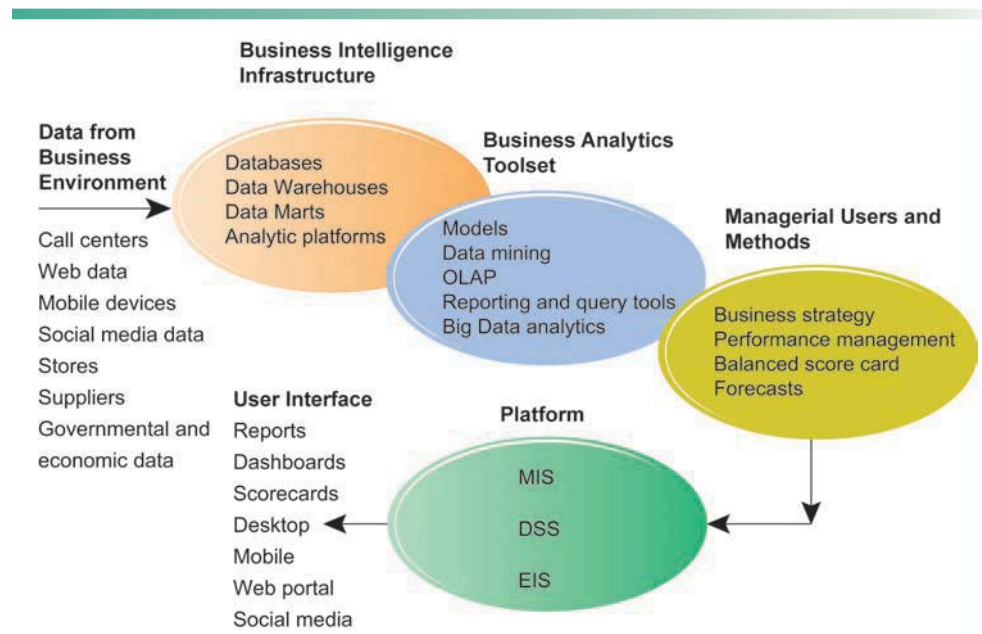 Business Intelligence
Infrastructure
Data from
Business
Environment
Databases
Data Warehouses
Data Marts
Analytic platforms
Business Analytics
Toolset
Models
Data mining
OLAP
Reporting and query tools
Big Data analytics
Managerial Users and
Methods
Business strategy
Performance management
Balanced score card
Forecasts
Call centers
Web data
Mobile devices
Social media data
Stores
Suppliers
Governmental and
economic data
User Interface
Reports
Dashboards
Scorecards
Desktop
Mobile
Web portal
Social media
Platform
MIS
DSS
EIS